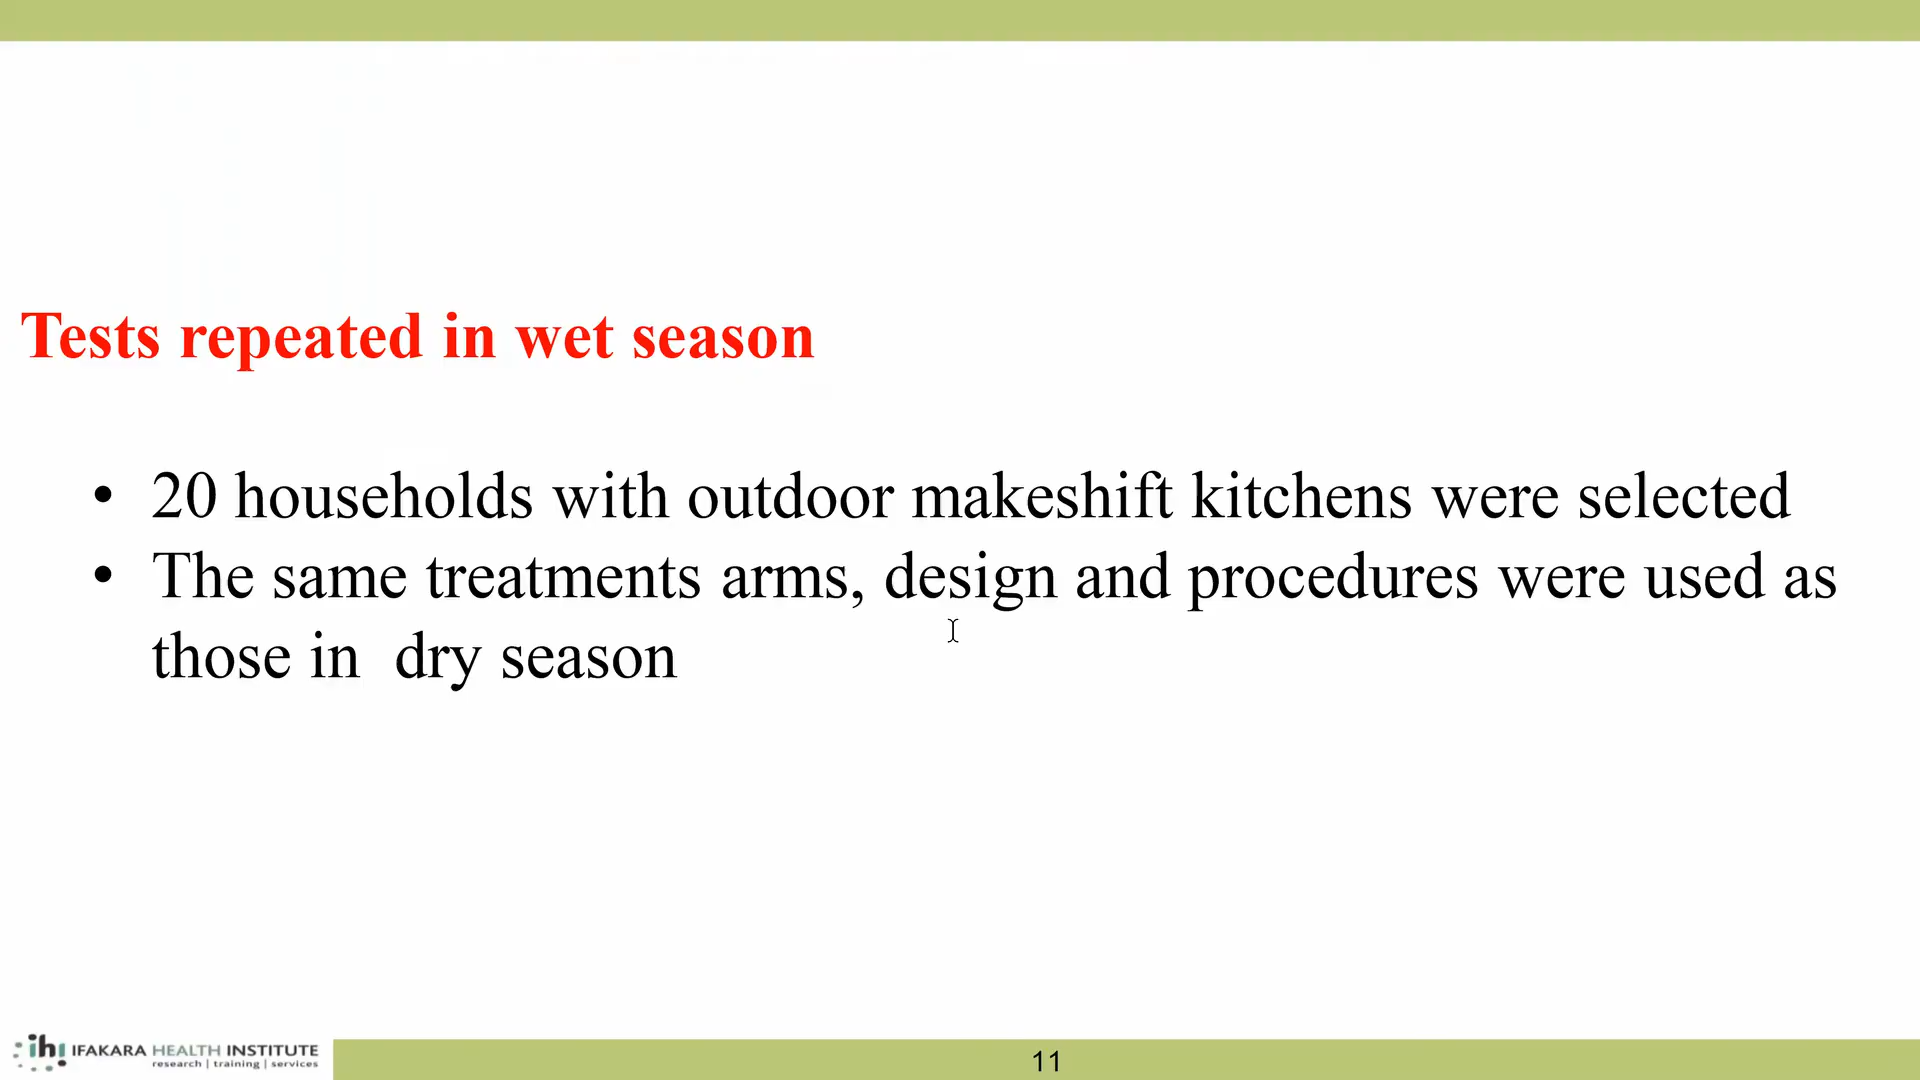 Tests repeated in wet season
• 20 households with outdoor makeshift kitchens were selected
• The same treatments arms, design and procedures were used as
those in  dry season
ihi IFAKARA HEALTH INSTITUTE
research | training | services
11